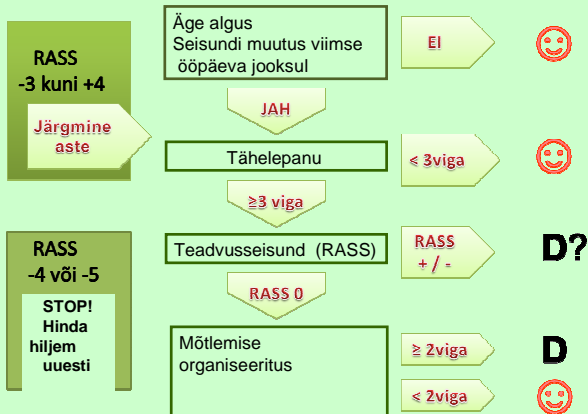 RASS
-3 kuni +4
Järgmine
aste
Äge algus
Seisundi muutus viimse
ööpäeva jooksul
EI
JAH
Tähelepanu
< 3viga
≥3 viga
RASS
-4 või -5
STOP!
Hinda
hiljem
uuesti
Teadvusseisund (RASS)
RASS
+ / -
D?
RASS 0
Mõtlemise
organiseeritus
≥ 2viga
D
< 2viga